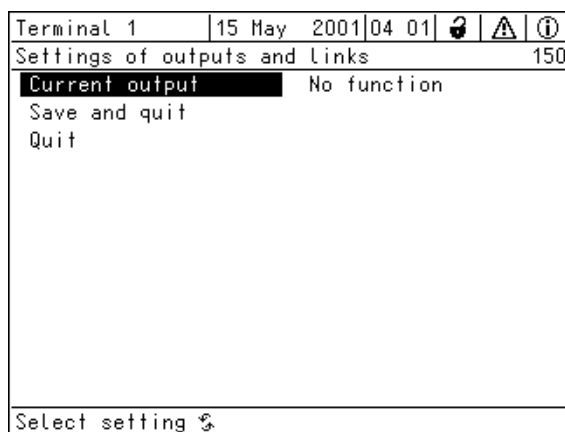 Terminal 1 15 May 2001 04 01
Settings of outputs and links 150
Current output No function
Save and quit
Quit
Select setting